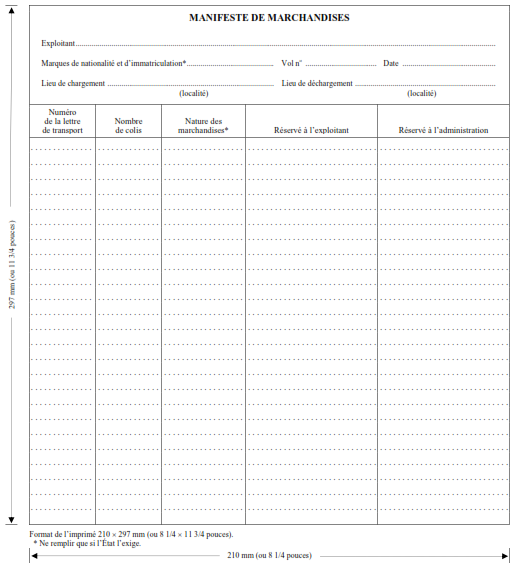 MANIFESTE DE MARCHANDISES
Exploitant
Marques de nationalité et d'immatriculation* Vol n° Date
Lieu de chargement Lieu de déchargement
(localité) (localité)
Numéro
de la lettre
de transport
Nombre
de colis
Nature des
marchandises*
Réservé à l'exploitant
Réservé à l'administration
297 mm (ou 11 3/4 pouces)
Format de l'imprimé 210 × 297 mm (ou 8 1/4 × 11 3/4 pouces).
* Ne remplir que si l'État l'exige.
210 mm (ou 8 1/4 pouces)